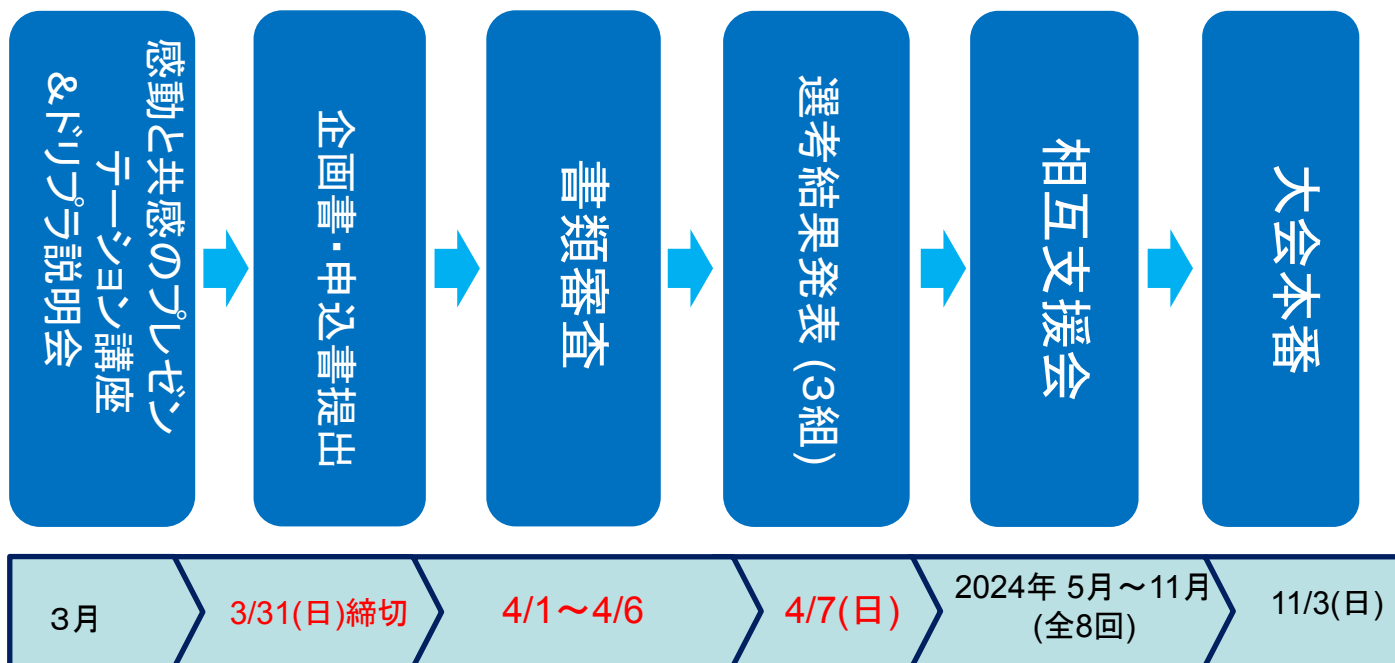 感動と共感のプレゼン
テーション講座
&ドリプラ説明会
企画書・申込書提出
書類審査
選考結果発表(3組)
相互支援会
大会本番
3月
3/31(日)締切
4/1～4/6
4/7(日)
2024年 5月～11月
(全8回)
11/3(日)